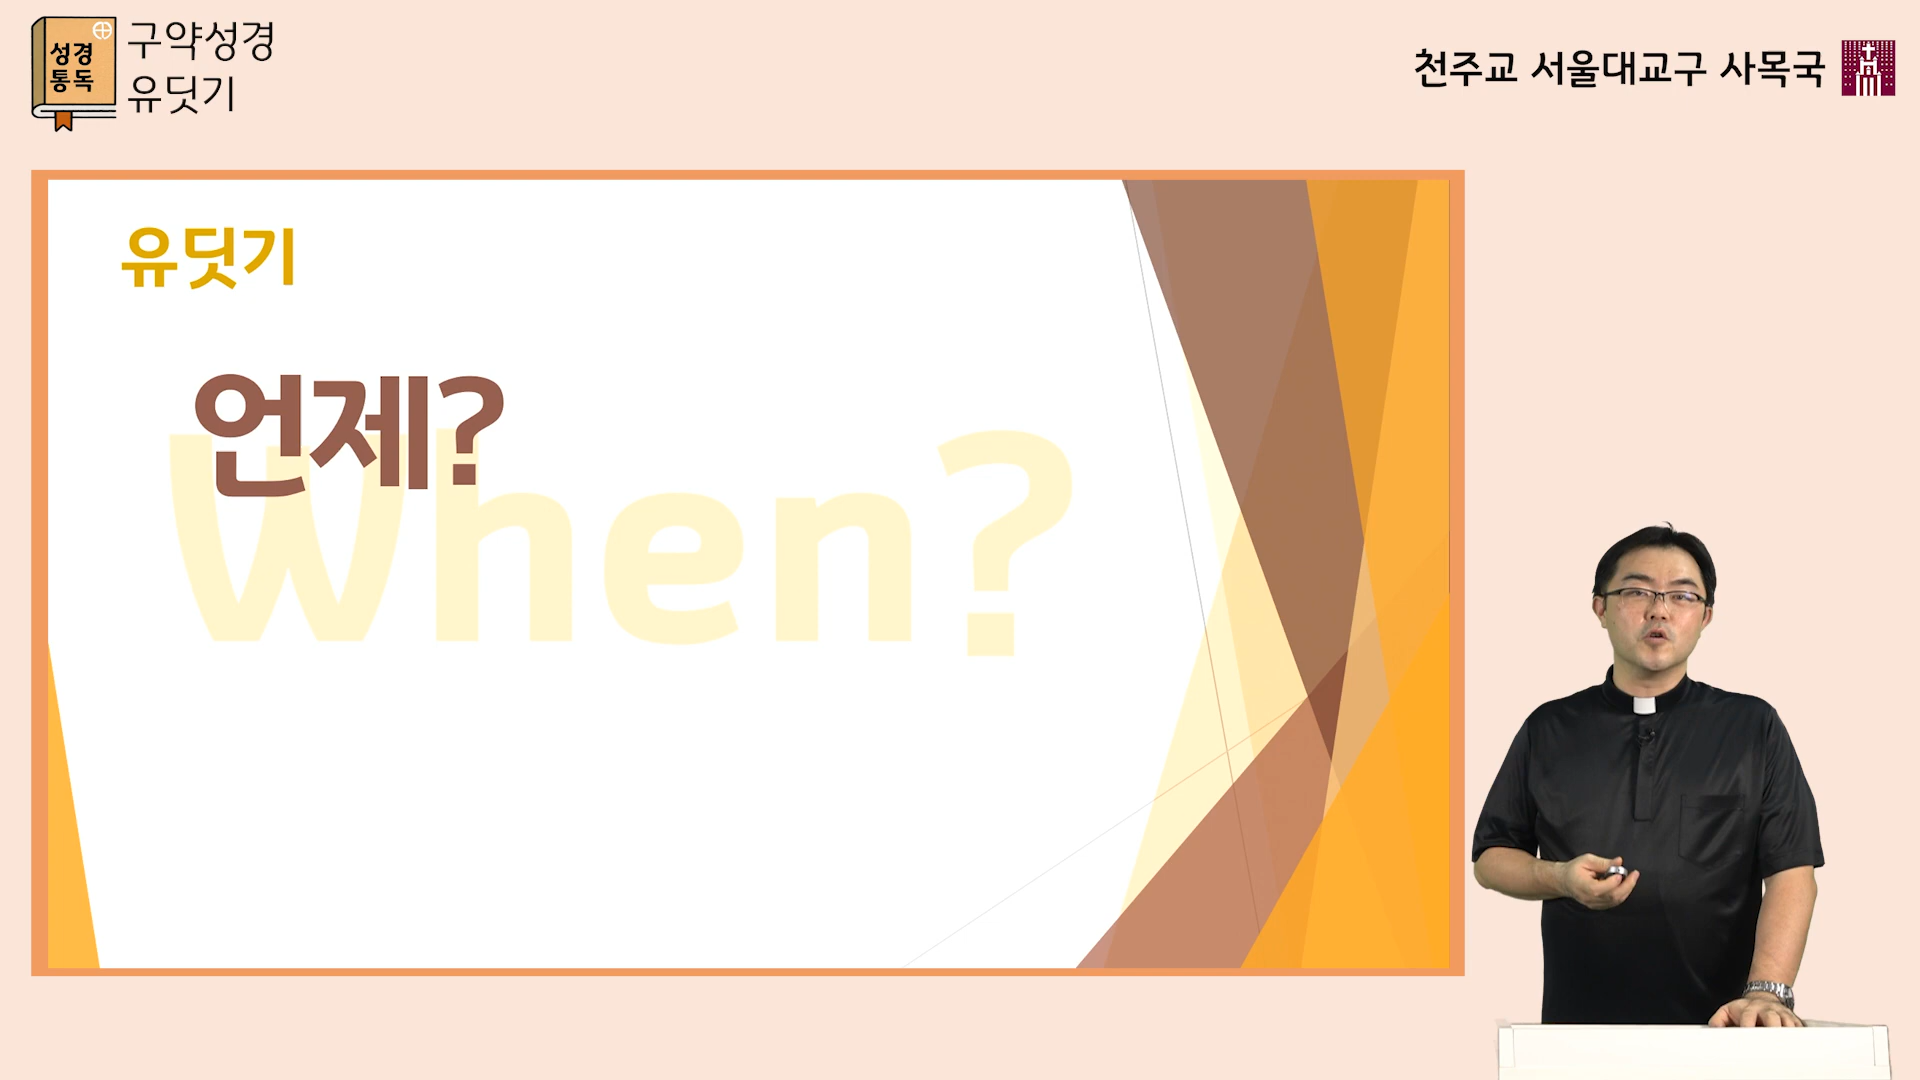 성경
통독
구약성경
유딧기
천주교 서울대교구 사목국
유딧기
언제?
When?